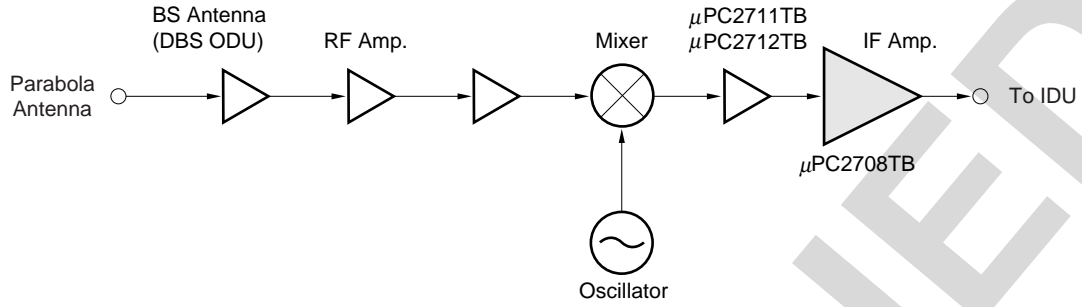 BS Antenna
(DBS ODU)
RF Amp.
Mixer
μPC2711TB
μPC2712TB
IF Amp.
Parabola
Antenna
To IDU
μPC2708TB
Oscillator